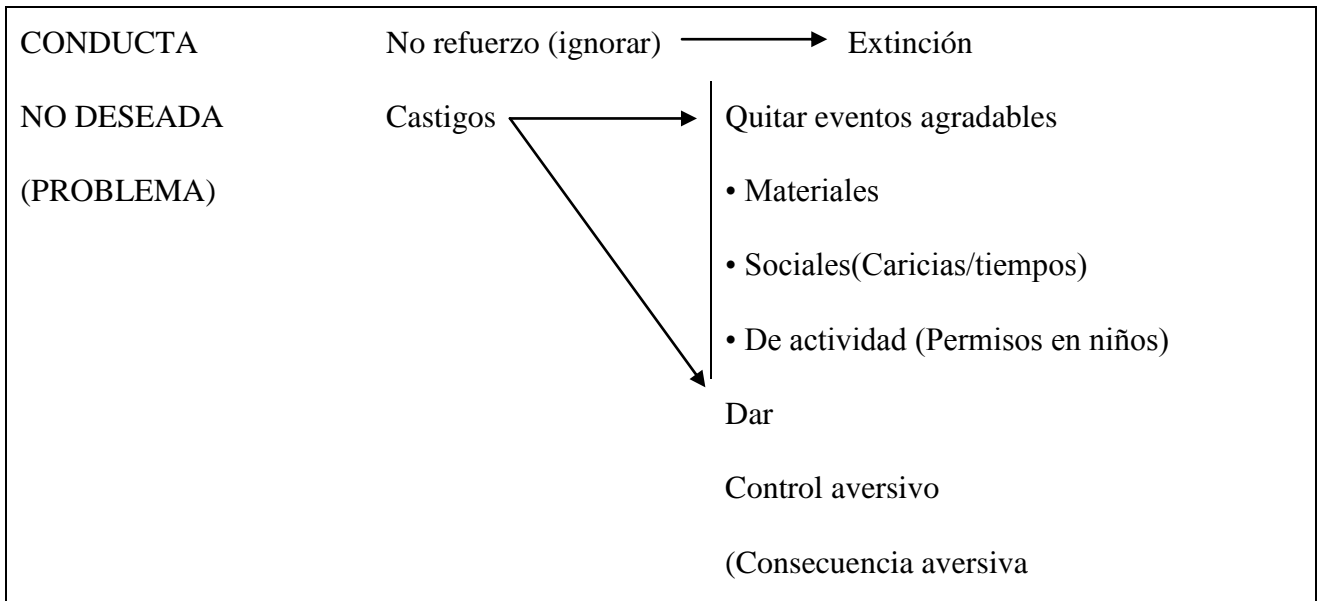 CONDUCTA No refuerzo (ignorar) Extinción
NO DESEADA Castigos Quitar eventos agradables
(PROBLEMA) • Materiales
• Sociales(Caricias/tiempos)
• De actividad (Permisos en niños)
Dar
Control aversivo
(Consecuencia aversiva